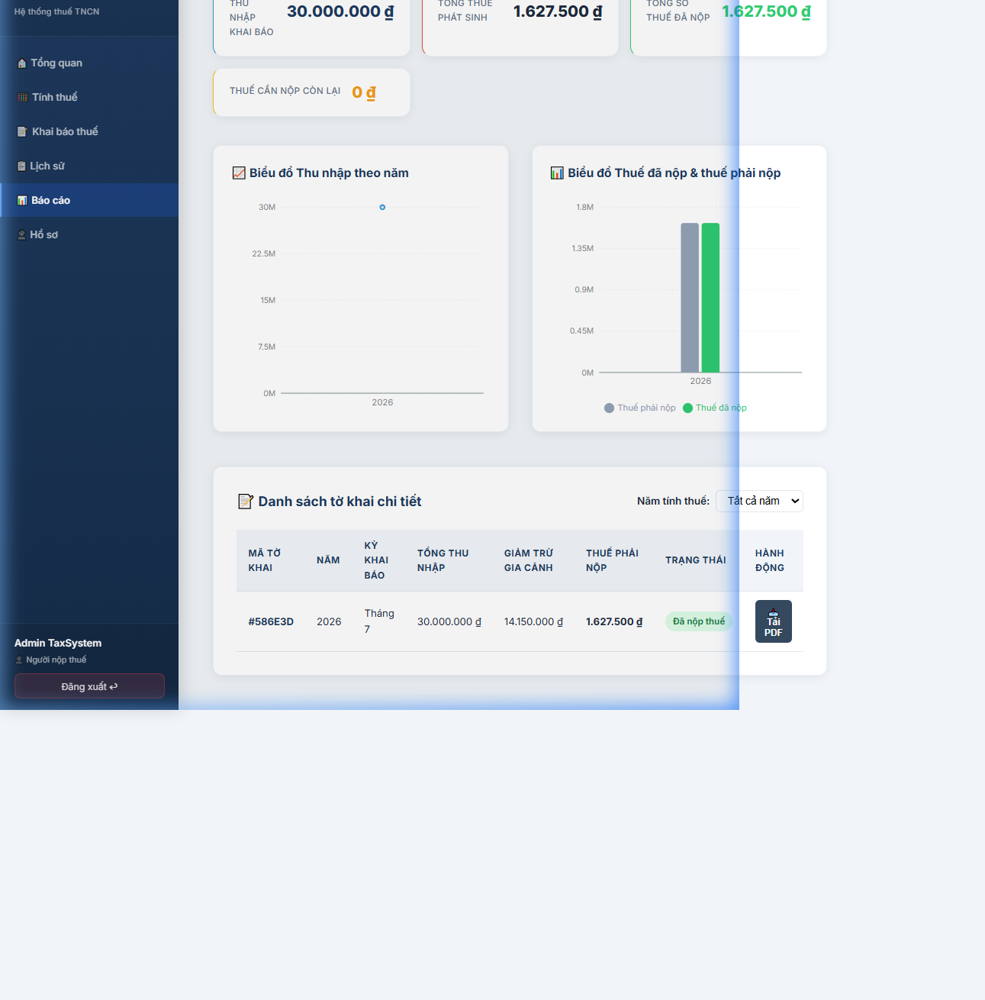 Hệ thống thuế TNCN
Tổng quan
Tính thuế
Khai báo thuế
Lịch sử
Báo cáo
Hồ sơ
Admin TaxSystem
Người nộp thuế
Đăng xuất ↩
THU
NHẬP
KHAI BÁO
30.000.000 ₫
TỔNG THUẾ
PHÁT SINH
1.627.500 ₫
TỔNG SỐ
THUẾ ĐÃ NỘP
1.627.500 ₫
THUẾ CẦN NỘP CÒN LẠI
0 ₫
Biểu đồ Thu nhập theo năm
30M
22.5M
15M
7.5M
0M
2026
Biểu đồ Thuế đã nộp & thuế phải nộp
1.8M
1.35M
0.9M
0.45M
0M
2026
Thuế phải nộp
Thuế đã nộp
Danh sách tờ khai chi tiết
Năm tính thuế:
Tất cả năm
MÃ TỜ
KHAI
NĂM
KỲ
KHAI
BÁO
TỔNG THU
NHẬP
GIẢM TRỪ
GIA CẢNH
THUẾ PHẢI
NỘP
TRẠNG THÁI
HÀNH
ĐỘNG
#586E3D
2026
Tháng
7
30.000.000 ₫
14.150.000 ₫
1.627.500 ₫
Đã nộp thuế
Tải
PDF